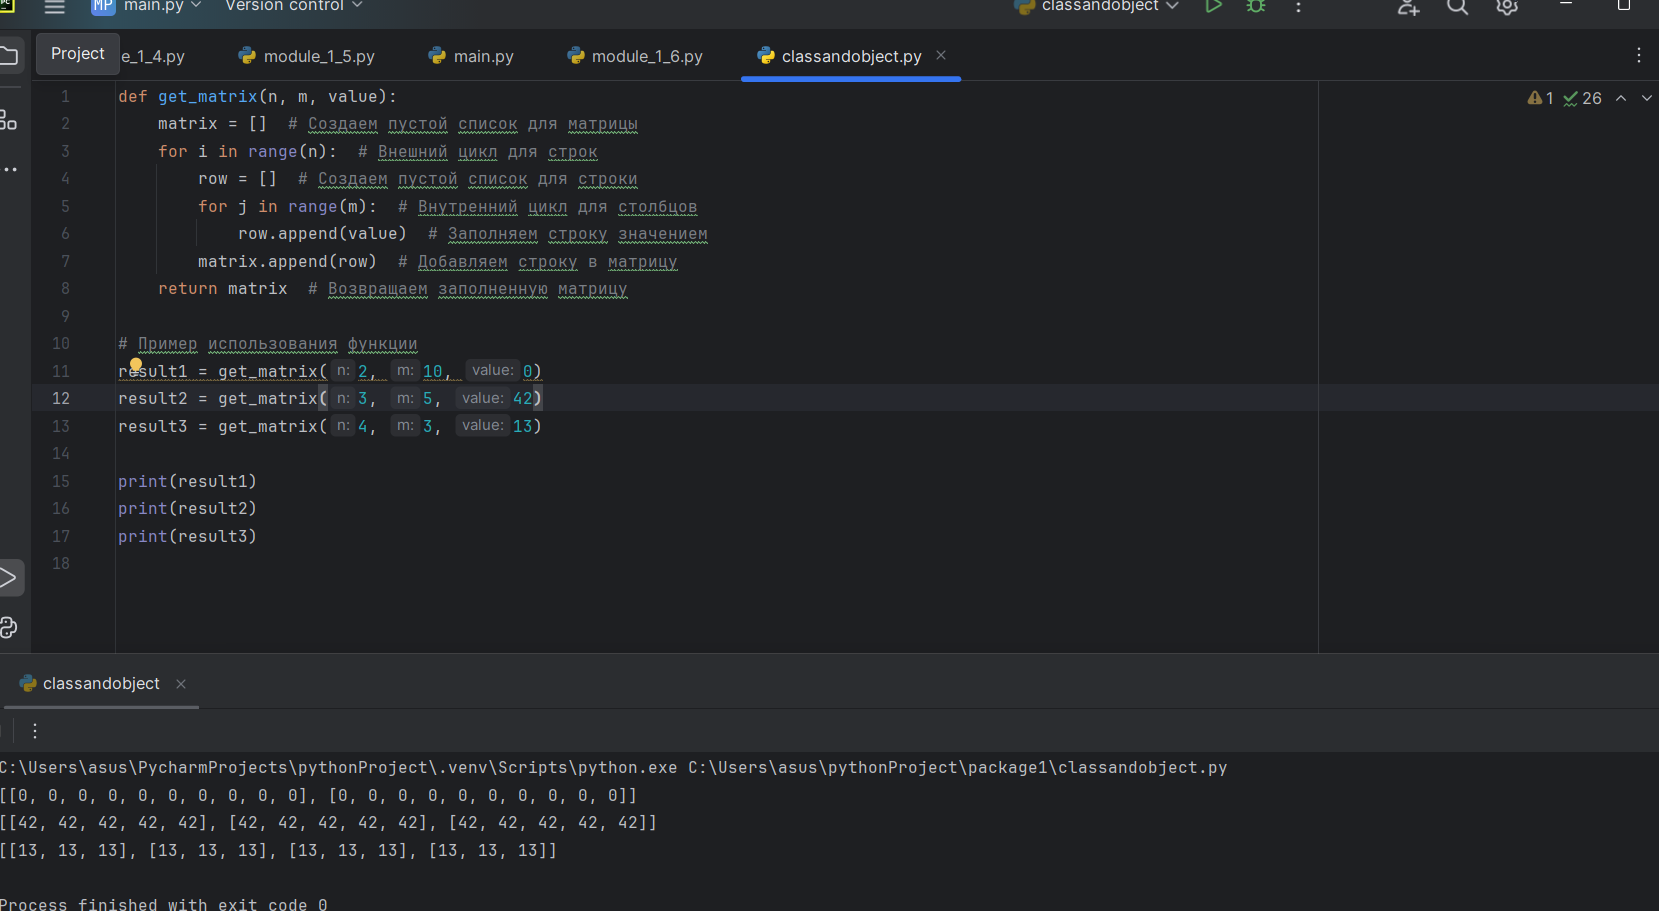 MP main.py Version control classandobject
Project e_1_4.py module_1_5.py main.py module_1_6.py classandobject.py
1 def get_matrix(n, m, value): 1 26
2 matrix = [] # Создаем пустой список для матрицы
3 for i in range(n): # Внешний цикл для строк
4 row = [] # Создаем пустой список для строки
5 for j in range(m): # Внутренний цикл для столбцов
6 row.append(value) # Заполняем строку значением
7 matrix.append(row) # Добавляем строку в матрицу
8 return matrix # Возвращаем заполненную матрицу
9
10 # Пример использования функции
11 result1 = get_matrix( n: 2, m: 10, value: 0)
12 result2 = get_matrix( n: 3, m: 5, value: 42)
13 result3 = get_matrix( n: 4, m: 3, value: 13)
14
15 print(result1)
16 print(result2)
17 print(result3)
18
classandobject
C:\Users\asus\PycharmProjects\pythonProject\.venv\Scripts\python.exe C:\Users\asus\pythonProject\package1\classandobject.py
[[0, 0, 0, 0, 0, 0, 0, 0, 0, 0], [0, 0, 0, 0, 0, 0, 0, 0, 0, 0]]
[[42, 42, 42, 42, 42], [42, 42, 42, 42, 42], [42, 42, 42, 42, 42]]
[[13, 13, 13], [13, 13, 13], [13, 13, 13], [13, 13, 13]]
Process finished with exit code 0